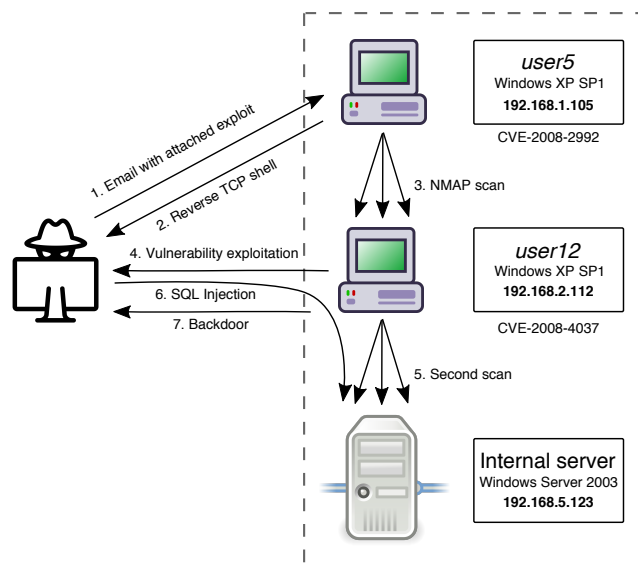 user5
Windows XP SP1
192.168.1.105
CVE-2008-2992
1. Email with attached exploit
2. Reverse TCP shell
3. NMAP scan
4. Vulnerability exploitation
6. SQL Injection
7. Backdoor
user12
Windows XP SP1
192.168.2.112
CVE-2008-4037
5. Second scan
Internal server
Windows Server 2003
192.168.5.123